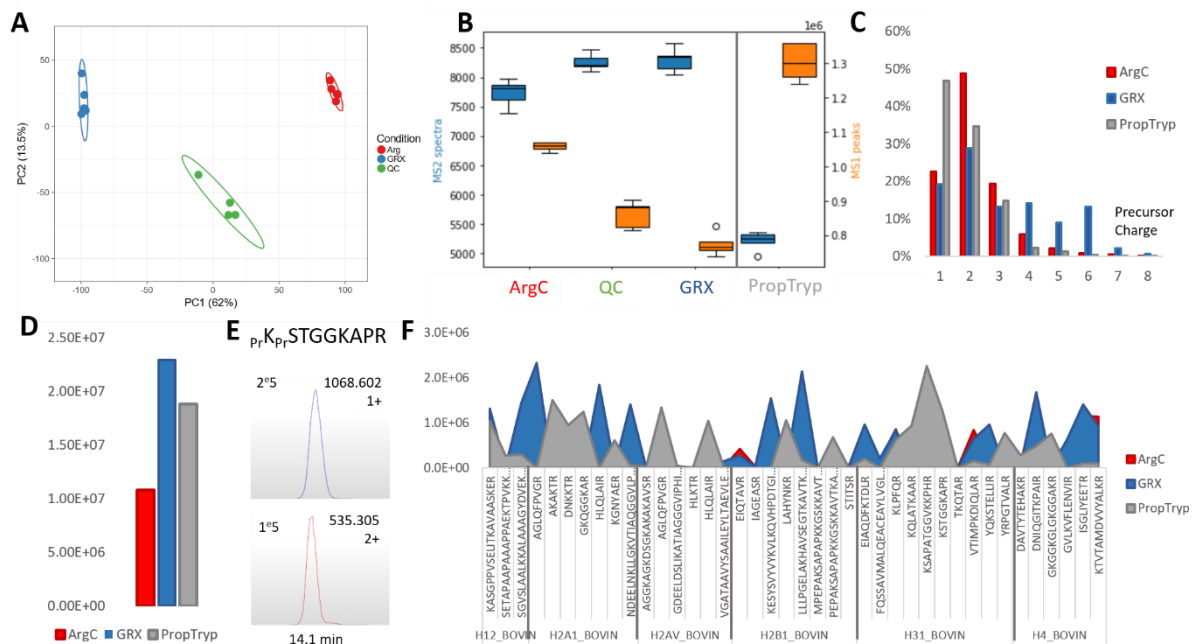 A
50
0
-50
-100
PC2 (13.5%)
-100
-50
0
50
100
PC1 (62%)
Condition
Arg
GRX
QC
B
1e6
8500
8000
7500
7000
6500
6000
5500
5000
MS2 spectra
1.3
1.2
1.1
1.0
0.9
0.8
MS1 peaks
ArgC
QC
GRX
PropTryp
C
60%
50%
40%
30%
20%
10%
0%
ArgC
GRX
PropTryp
Precursor
Charge
1 2 3 4 5 6 7 8
D
2.50E+07
2.00E+07
1.50E+07
1.00E+07
5.00E+06
0.00E+00
ArgC GRX PropTryp
E
PrKPrSTGGKAPR
2e5
1068.602
1+
1e5
535.305
2+
14.1 min
F
3.0E+06
2.0E+06
1.0E+06
0.0E+00
ArgC
GRX
PropTryp
KASGPPVSELITKAVAASKER
SETAPAAPAAPPPAEKTPVKK..
SGVSLAALKKALAAAGYDVEK..
AGLQFPVGR
AKAKTR
DNKKTR
GKQGGKAR
HLQLAIR
KGNYAER
NDEELNKLLGKVTIAQGGVLP..
AGGKAGKDSGKAKAKAVSR
AGLQFPVGR
GDEELDSLIKATIAGGGVIPHI..
HLKTR
HLQLAIR
VGATAAVYSAAILEYLTAEVLE..
EIQTAVR
IAGEASR
KESYSVYVYKVLKQVHPDTGI..
LAHYNKR
LLLPGELAKHAVSEGTKAVTK..
MPEPAKSAPAPKKGSKKAVT..
PEPAKSAPAPKKGSKKAVTKA..
STITSR
EIAQDFKTDLR
FQSSAVMALQEACEAYLVGL..
KLPFQR
KQLATKAAR
KSAPATGGVKKPHR
KSTGGKAPR
TKQTAR
VTIMPKDIQLAR
YQKSTELLIR
YRPGTVALR
DAVTYTEHAKR
DNIQGITKPAIR
GKGGKGLGKGGAKR
GVLKVFLENVIR
ISGLIYEETR
KTVTAMDVVYALKR
H12_BOVIN
H2A1_BOVIN
H2AV_BOVIN
H2B1_BOVIN
H31_BOVIN
H4_BOVIN